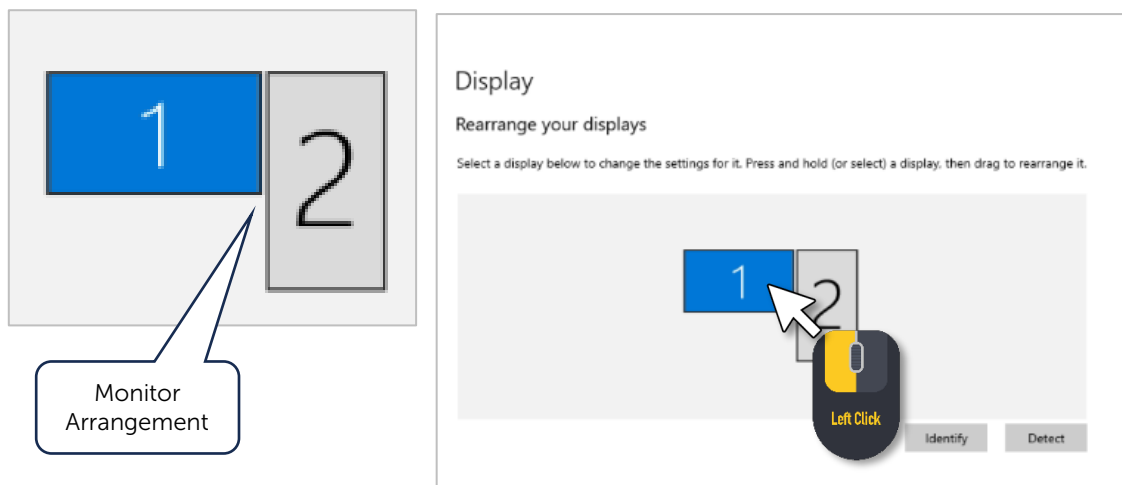 1
2
Monitor
Arrangement
Display
Rearrange your displays
Select a display below to change the settings for it. Press and hold (or select) a display, then drag to rearrange it.
1
2
Left Click
Identify
Detect